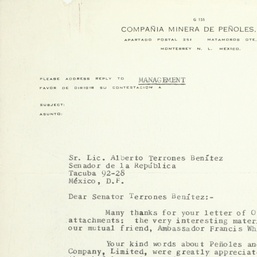 G. 135
COMPAÑIA MINERA DE PEÑOLES,
APARTADO POSTAL 251 MATAMOROS OTE.
MONTERREY N. L., MEXICO.
PLEASE ADDRESS REPLY TO MANAGEMENT
FAVOR DE DIRIGIR SU CONTESTACION A
SUBJECT:
ASUNTO:
Sr. Lic. Alberto Terrones Benítez
Senador de la República
Tacuba 92-28
México, D.F.
Dear Senator Terrones Benítez:-
Many thanks for your letter of
attachments; the very interesting
our mutual friend, Ambassador Francis
Your kind words about Peñoles
Company, Limited, were greatly